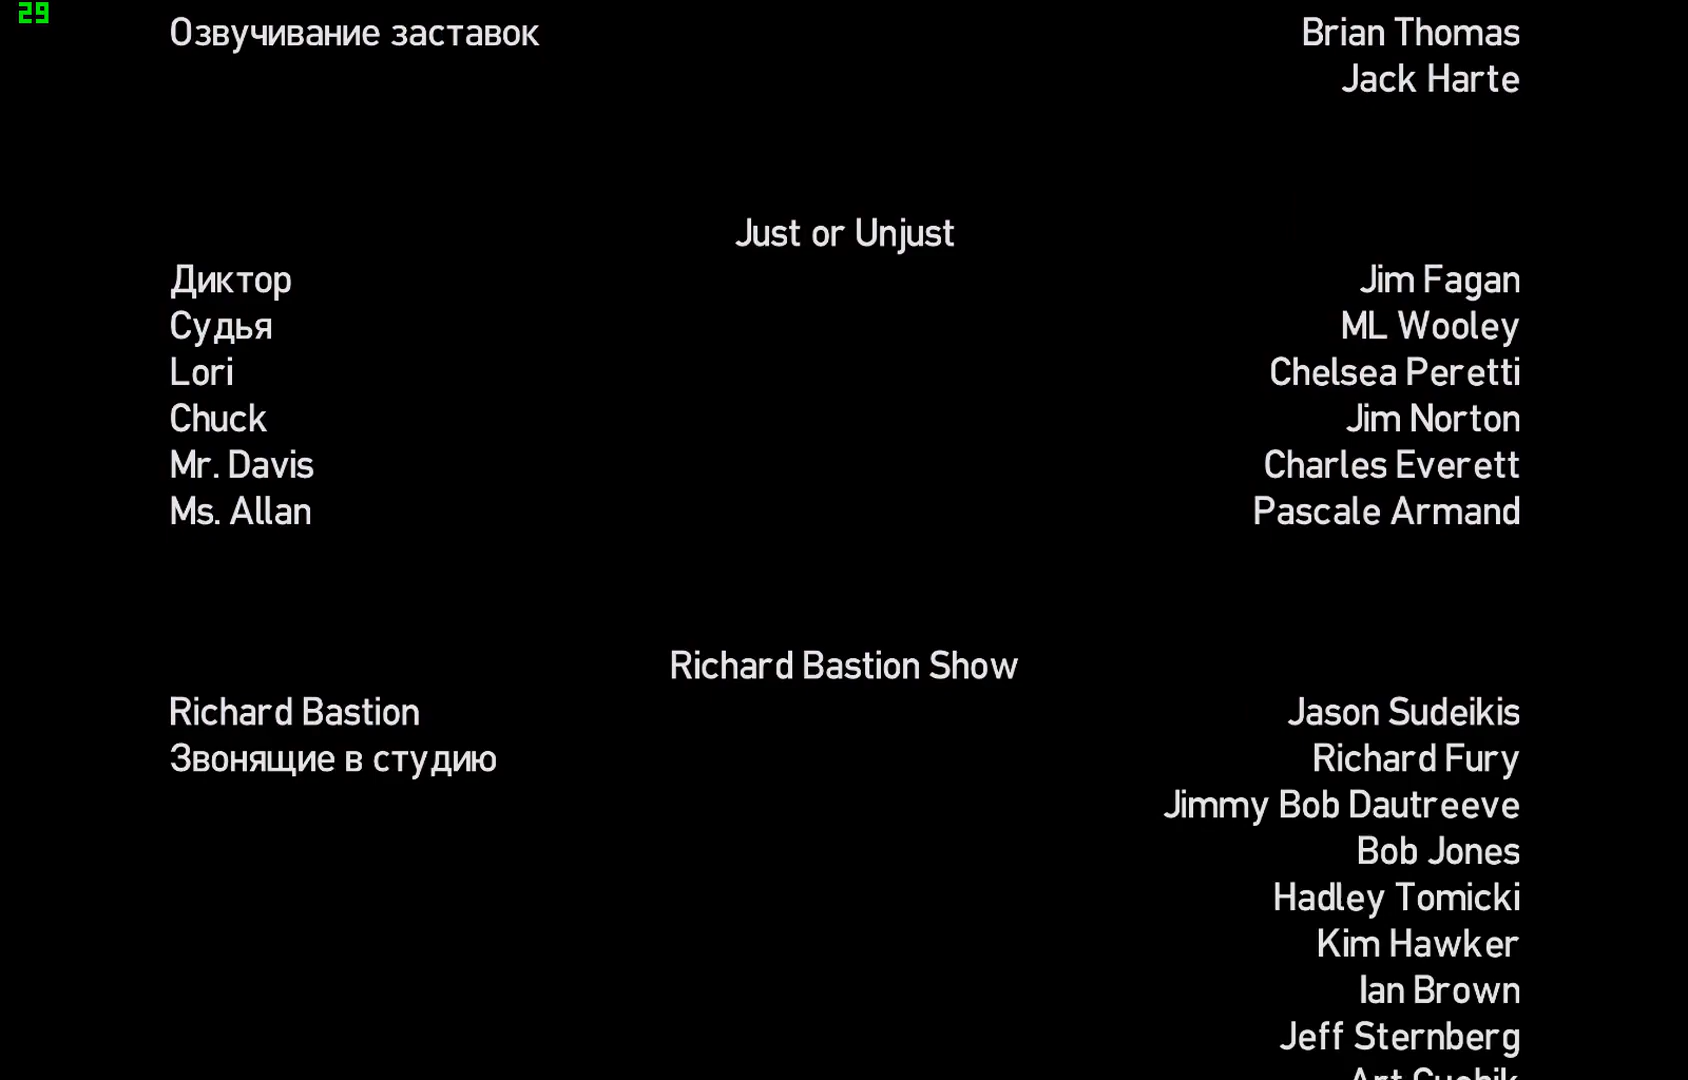 29
Озвучивание заставок Brian Thomas
Jack Harte
Just or Unjust
Диктор Jim Fagan
Судья ML Wooley
Lori Chelsea Peretti
Chuck Jim Norton
Mr. Davis Charles Everett
Ms. Allan Pascale Armand
Richard Bastion Show
Richard Bastion Jason Sudeikis
Звонящие в студию Richard Fury
Jimmy Bob Dautreeve
Bob Jones
Hadley Tomicki
Kim Hawker
Ian Brown
Jeff Sternberg
Art